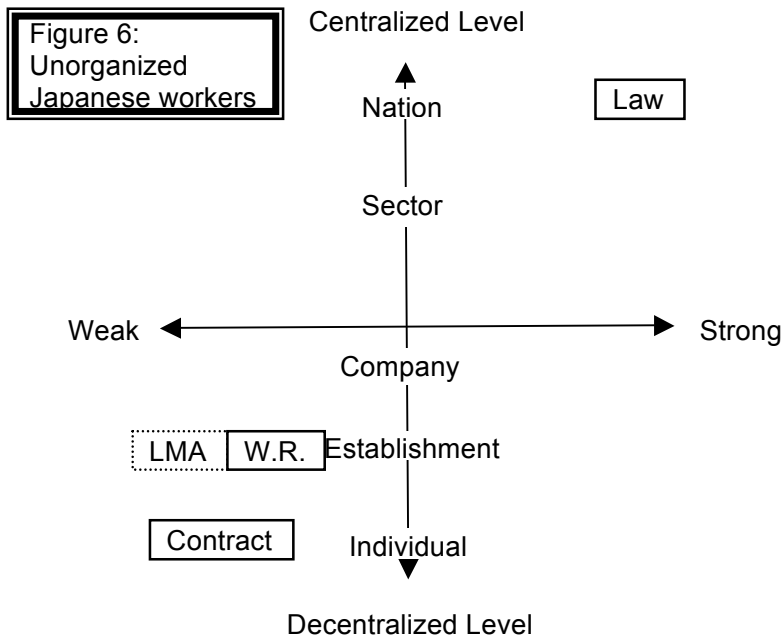 Figure 6:
Unorganized
Japanese workers
Centralized Level
Nation
Law
Sector
Weak
Strong
Company
LMA
W.R.
Establishment
Contract
Individual
Decentralized Level